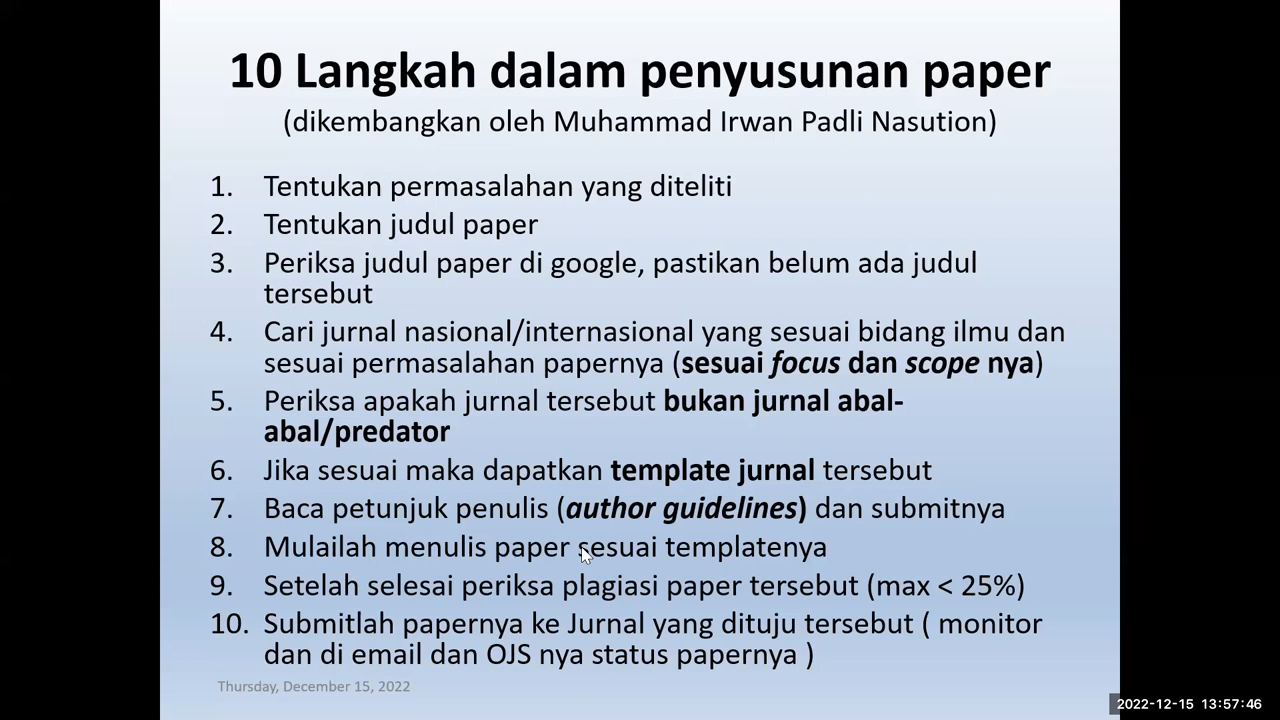 10 Langkah dalam penyusunan paper
(dikembangkan oleh Muhammad Irwan Padli Nasution)
1. Tentukan permasalahan yang diteliti
2. Tentukan judul paper
3. Periksa judul paper di google, pastikan belum ada judul
tersebut
4. Cari jurnal nasional/internasional yang sesuai bidang ilmu dan
sesuai permasalahan papernya (sesuai focus dan scope nya)
5. Periksa apakah jurnal tersebut bukan jurnal abal-
abal/predator
6. Jika sesuai maka dapatkan template jurnal tersebut
7. Baca petunjuk penulis (author guidelines) dan submitnya
8. Mulailah menulis paper sesuai templatenya
9. Setelah selesai periksa plagiasi paper tersebut (max < 25%)
10. Submitlah papernya ke Jurnal yang dituju tersebut ( monitor
dan di email dan OJS nya status papernya )
Thursday, December 15, 2022
2022-12-15 13:57:46